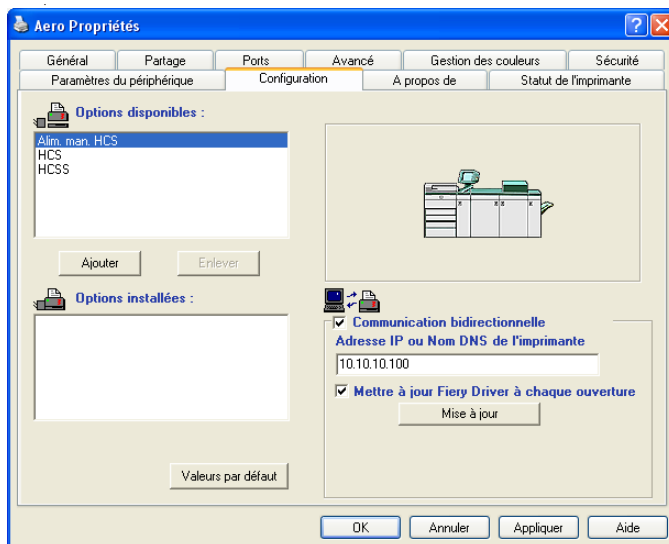 Aero Propriétés
Général Partage Ports Avancé Gestion des couleurs Sécurité
Paramètres du périphérique Configuration A propos de Statut de l'imprimante
Options disponibles :
Alim. man. HCS
HCS
HCSS
Ajouter Enlever
Options installées :
Valeurs par défaut
Communication bidirectionnelle
Adresse IP ou Nom DNS de l'imprimante
10.10.10.100
Mettre à jour Fiery Driver à chaque ouverture
Mise à jour
OK Annuler Appliquer Aide